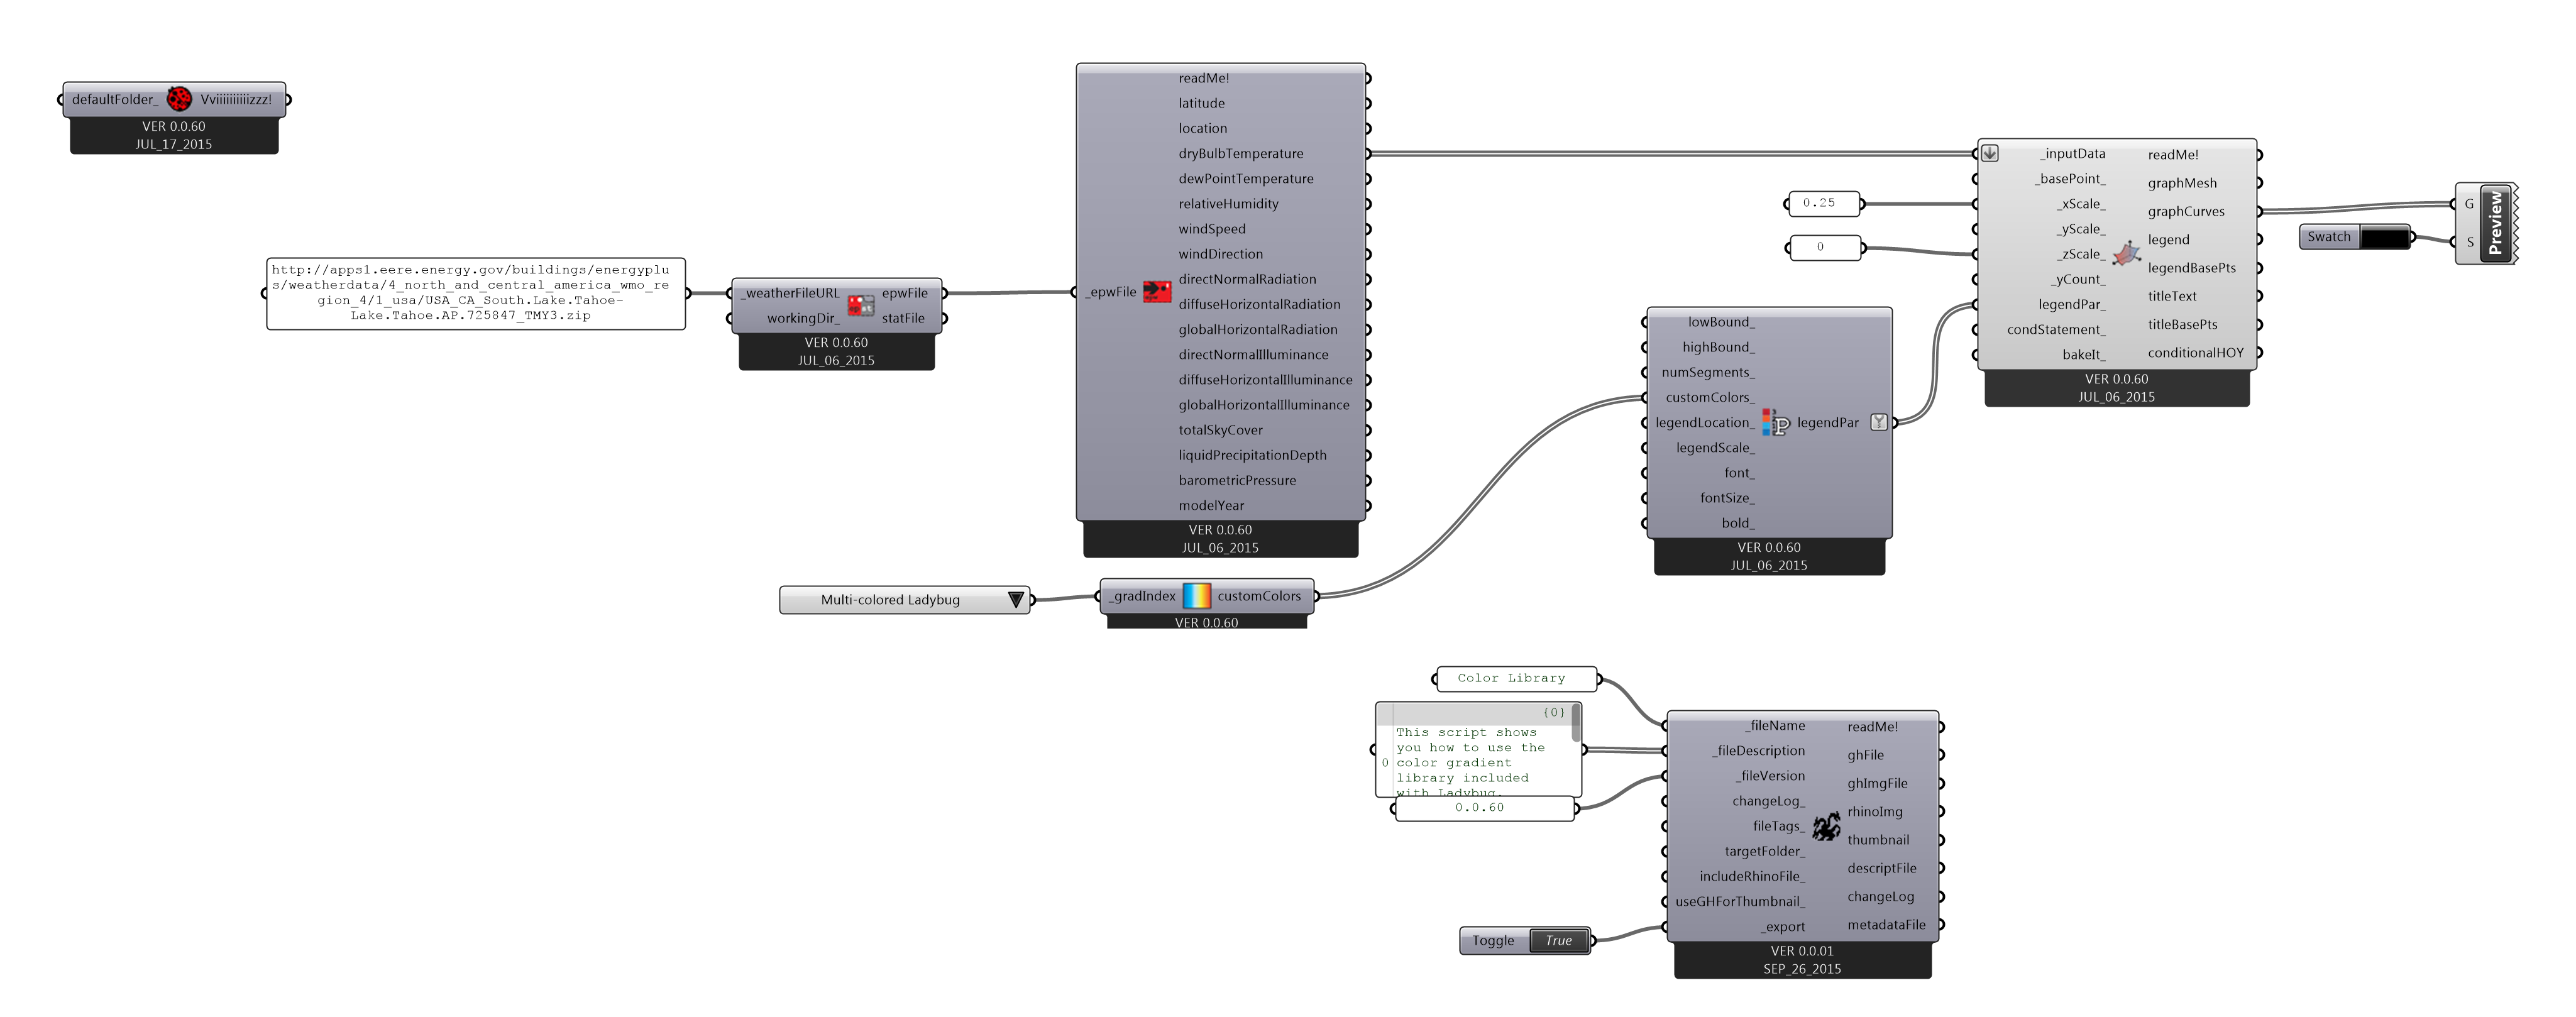 defaultFolder_ Vviiiiiiiiiizzz!
VER 0.0.60
JUL_17_2015
http://apps1.eere.energy.gov/buildings/energyplu
s/weatherdata/4_north_and_central_america_wmo_re
gion_4/1_usa/USA_CA_South.Lake.Tahoe-
Lake.Tahoe.AP.725847_TMY3.zip
_weatherFileURL epwFile
workingDir_ statFile
VER 0.0.60
JUL_06_2015
_epwFile
readMe!
latitude
location
dryBulbTemperature
dewPointTemperature
relativeHumidity
windSpeed
windDirection
directNormalRadiation
diffuseHorizontalRadiation
globalHorizontalRadiation
directNormalIlluminance
diffuseHorizontalIlluminance
globalHorizontalIlluminance
totalSkyCover
liquidPrecipitationDepth
barometricPressure
modelYear
VER 0.0.60
JUL_06_2015
Multi-colored Ladybug
_gradIndex customColors
VER 0.0.60
0.25
0
lowBound_
highBound_
numSegments_
customColors_
legendLocation_
legendScale_
font_
fontSize_
bold_
legendPar
VER 0.0.60
JUL_06_2015
_inputData
_basePoint_
_xScale_
_yScale_
_zScale_
_yCount_
legendPar_
condStatement_
bakeIt_
readMe!
graphMesh
graphCurves
legend
legendBasePts
titleText
titleBasePts
conditionalHOY
VER 0.0.60
JUL_06_2015
Swatch
G
S
Preview
Color Library
{0}
0
This script shows
you how to use the
color gradient
library included
with Ladybug.
0.0.60
Toggle True
_fileName
_fileDescription
_fileVersion
changeLog_
fileTags_
targetFolder_
includeRhinoFile_
useGHForThumbnail_
_export
readMe!
ghFile
ghImgFile
rhinoImg
thumbnail
descriptFile
changeLog
metadataFile
VER 0.0.01
SEP_26_2015